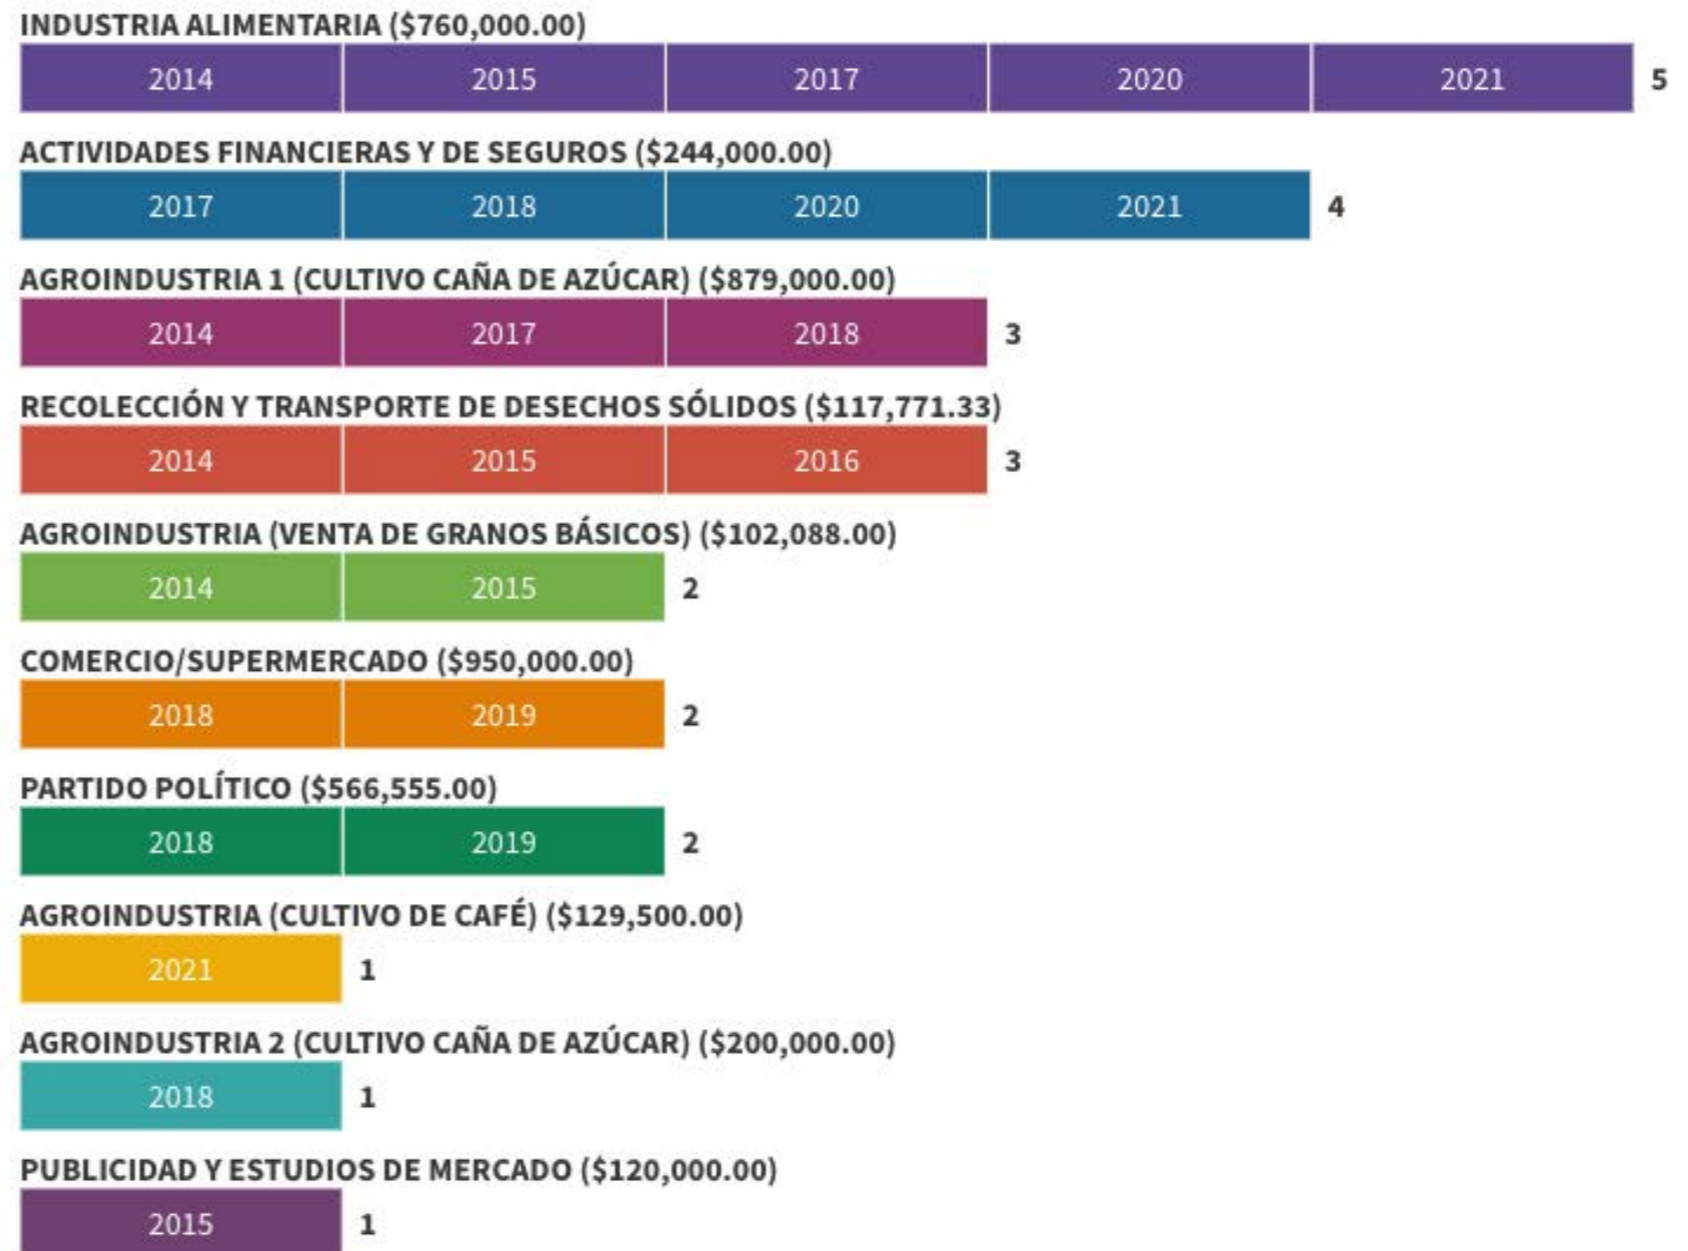 INDUSTRIA ALIMENTARIA ($760,000.00)
2014 2015 2017 2020 2021 5
ACTIVIDADES FINANCIERAS Y DE SEGUROS ($244,000.00)
2017 2018 2020 2021 4
AGROINDUSTRIA 1 (CULTIVO CAÑA DE AZÚCAR) ($879,000.00)
2014 2017 2018 3
RECOLECCIÓN Y TRANSPORTE DE DESECHOS SÓLIDOS ($117,771.33)
2014 2015 2016 3
AGROINDUSTRIA (VENTA DE GRANOS BÁSICOS) ($102,088.00)
2014 2015 2
COMERCIO/SUPERMERCADO ($950,000.00)
2018 2019 2
PARTIDO POLÍTICO ($566,555.00)
2018 2019 2
AGROINDUSTRIA (CULTIVO DE CAFÉ) ($129,500.00)
2021 1
AGROINDUSTRIA 2 (CULTIVO CAÑA DE AZÚCAR) ($200,000.00)
2018 1
PUBLICIDAD Y ESTUDIOS DE MERCADO ($120,000.00)
2015 1